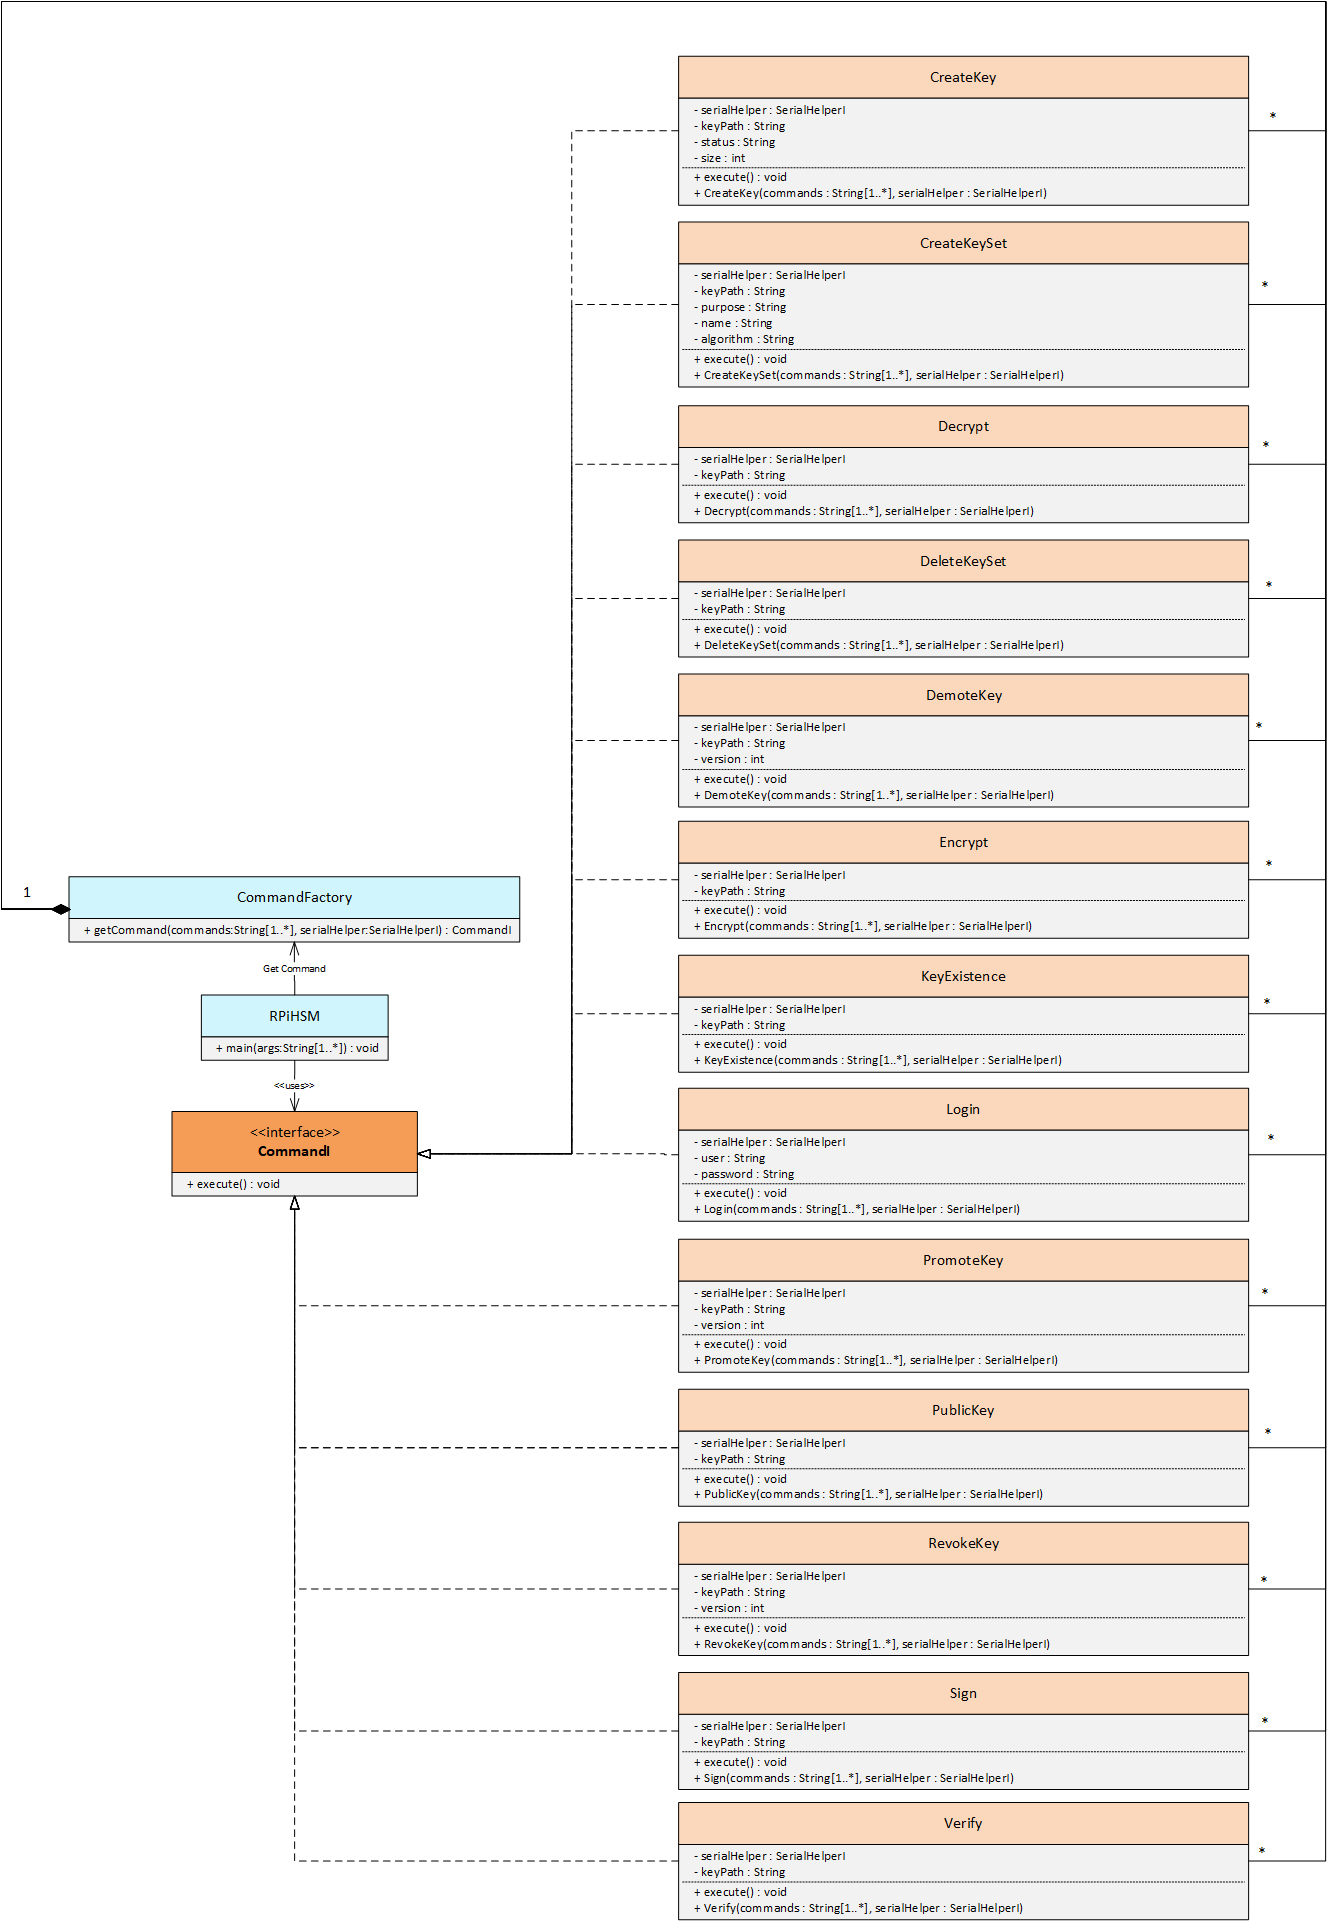 CreateKey
- serialHelper : SerialHelperI
- keyPath : String
- status : String
- size : int
+ execute() : void
+ CreateKey(commands : String[1..*], serialHelper : SerialHelperI)
*
CreateKeySet
- serialHelper : SerialHelperI
- keyPath : String
- purpose : String
- name : String
- algorithm : String
+ execute() : void
+ CreateKeySet(commands : String[1..*], serialHelper : SerialHelperI)
*
Decrypt
- serialHelper : SerialHelperI
- keyPath : String
+ execute() : void
+ Decrypt(commands : String[1..*], serialHelper : SerialHelperI)
*
DeleteKeySet
- serialHelper : SerialHelperI
- keyPath : String
+ execute() : void
+ DeleteKeySet(commands : String[1..*], serialHelper : SerialHelperI)
*
DemoteKey
- serialHelper : SerialHelperI
- keyPath : String
- version : int
+ execute() : void
+ DemoteKey(commands : String[1..*], serialHelper : SerialHelperI)
*
Encrypt
- serialHelper : SerialHelperI
- keyPath : String
+ execute() : void
+ Encrypt(commands : String[1..*], serialHelper : SerialHelperI)
*
1
CommandFactory
+ getCommand(commands:String[1..*], serialHelper:SerialHelperI) : CommandI
Get Command
RPiHSM
+ main(args:String[1..*]) : void
<<uses>>
<<interface>>
CommandI
+ execute() : void
KeyExistence
- serialHelper : SerialHelperI
- keyPath : String
+ execute() : void
+ KeyExistence(commands : String[1..*], serialHelper : SerialHelperI)
*
Login
- serialHelper : SerialHelperI
- user : String
- password : String
+ execute() : void
+ Login(commands : String[1..*], serialHelper : SerialHelperI)
*
PromoteKey
- serialHelper : SerialHelperI
- keyPath : String
- version : int
+ execute() : void
+ PromoteKey(commands : String[1..*], serialHelper : SerialHelperI)
*
PublicKey
- serialHelper : SerialHelperI
- keyPath : String
+ execute() : void
+ PublicKey(commands : String[1..*], serialHelper : SerialHelperI)
*
RevokeKey
- serialHelper : SerialHelperI
- keyPath : String
- version : int
+ execute() : void
+ RevokeKey(commands : String[1..*], serialHelper : SerialHelperI)
*
Sign
- serialHelper : SerialHelperI
- keyPath : String
+ execute() : void
+ Sign(commands : String[1..*], serialHelper : SerialHelperI)
*
Verify
- serialHelper : SerialHelperI
- keyPath : String
+ execute() : void
+ Verify(commands : String[1..*], serialHelper : SerialHelperI)
*